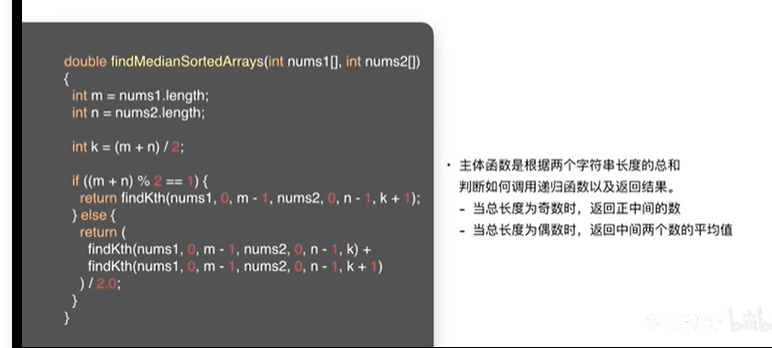 double findMedianSortedArrays(int nums1[], int nums2[])
{
int m = nums1.length;
int n = nums2.length;
int k = (m + n) / 2;
if ((m + n) % 2 == 1) {
return findKth(nums1, 0, m - 1, nums2, 0, n - 1, k + 1);
} else {
return (
findKth(nums1, 0, m - 1, nums2, 0, n - 1, k) +
findKth(nums1, 0, m - 1, nums2, 0, n - 1, k + 1)
) / 2.0;
}
}
· 主体函数是根据两个字符串长度的总和
判断如何调用递归函数以及返回结果。
- 当总长度为奇数时，返回正中间的数
- 当总长度为偶数时，返回中间两个数的平均值
bilibili